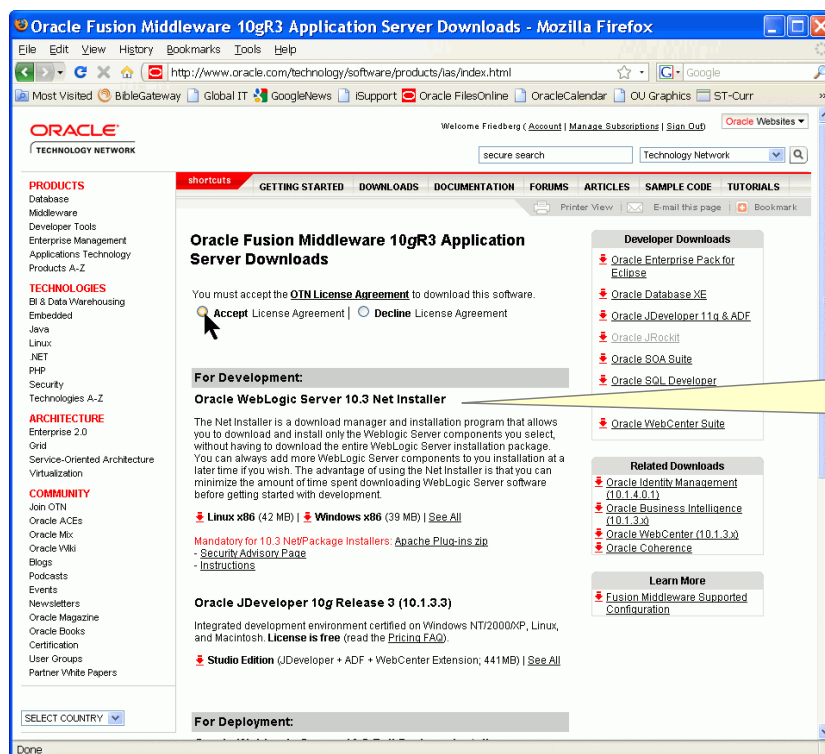 Oracle Fusion Middleware 10gR3 Application Server Downloads - Mozilla Firefox
File Edit View History Bookmarks Tools Help
http://www.oracle.com/technology/software/products/ias/index.html
G Google
Most Visited BibleGateway Global IT GoogleNews iSupport Oracle FilesOnline OracleCalendar OU Graphics ST-Curr »
ORACLE
TECHNOLOGY NETWORK
Welcome Friedberg ( Account | Manage Subscriptions | Sign Out) Oracle Websites
secure search Technology Network
shortcuts GETTING STARTED DOWNLOADS DOCUMENTATION FORUMS ARTICLES SAMPLE CODE TUTORIALS
Printer View | E-mail this page | Bookmark
PRODUCTS
Database
Middleware
Developer Tools
Enterprise Management
Applications Technology
Products A-Z
TECHNOLOGIES
BI & Data Warehousing
Embedded
Java
Linux
.NET
PHP
Security
Technologies A-Z
ARCHITECTURE
Enterprise 2.0
Grid
Service-Oriented Architecture
Virtualization
COMMUNITY
Join OTN
Oracle ACEs
Oracle Mix
Oracle Wiki
Blogs
Podcasts
Events
Newsletters
Oracle Magazine
Oracle Books
Certification
User Groups
Partner White Papers
SELECT COUNTRY
Oracle Fusion Middleware 10gR3 Application
Server Downloads
You must accept the OTN License Agreement to download this software.
Accept License Agreement | Decline License Agreement
For Development:
Oracle WebLogic Server 10.3 Net Installer
The Net Installer is a download manager and installation program that allows
you to download and install only the Weblogic Server components you select,
without having to download the entire WebLogic Server installation package.
You can always add more WebLogic Server components to you installation at a
later time if you wish. The advantage of using the Net Installer is that you can
minimize the amount of time spent downloading WebLogic Server software
before getting started with development.
Linux x86 (42 MB) | Windows x86 (39 MB) | See All
Mandatory for 10.3 Net/Package Installers: Apache Plug-ins zip
- Security Advisory Page
- Instructions
Oracle JDeveloper 10g Release 3 (10.1.3.3)
Integrated development environment certified on Windows NT/2000/XP, Linux,
and Macintosh. License is free (read the Pricing FAQ).
Studio Edition (JDeveloper + ADF + WebCenter Extension; 441MB) | See All
For Deployment:
Developer Downloads
Oracle Enterprise Pack for
Eclipse
Oracle Database XE
Oracle JDeveloper 11g & ADF
Oracle JRockit
Oracle SOA Suite
Oracle SQL Developer
Oracle WebCenter Suite
Related Downloads
Oracle Identity Management
(10.1.4.0.1)
Oracle Business Intelligence
(10.1.3.x)
Oracle WebCenter (10.1.3.x)
Oracle Coherence
Learn More
Fusion Middleware Supported
Configuration
Done